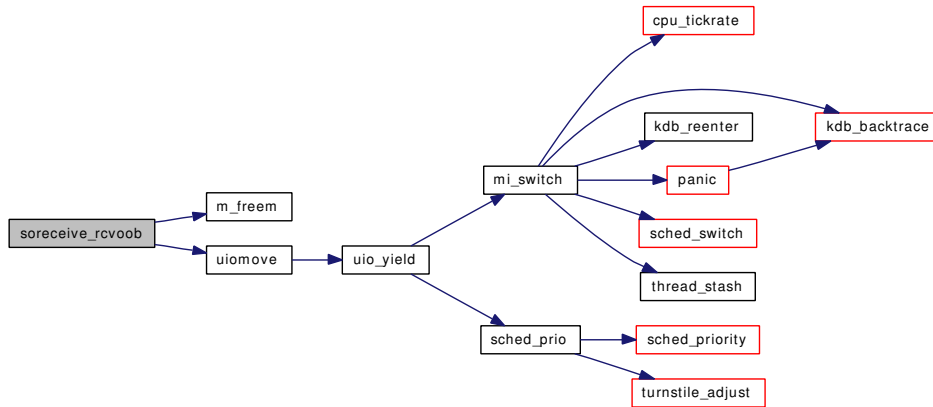 cpu_tickrate
kdb_backtrace
kdb_reenter
mi_switch
panic
m_freem
soreceive_rcvoob
sched_switch
uiomove
uio_yield
thread_stash
sched_prio
sched_priority
turnstile_adjust